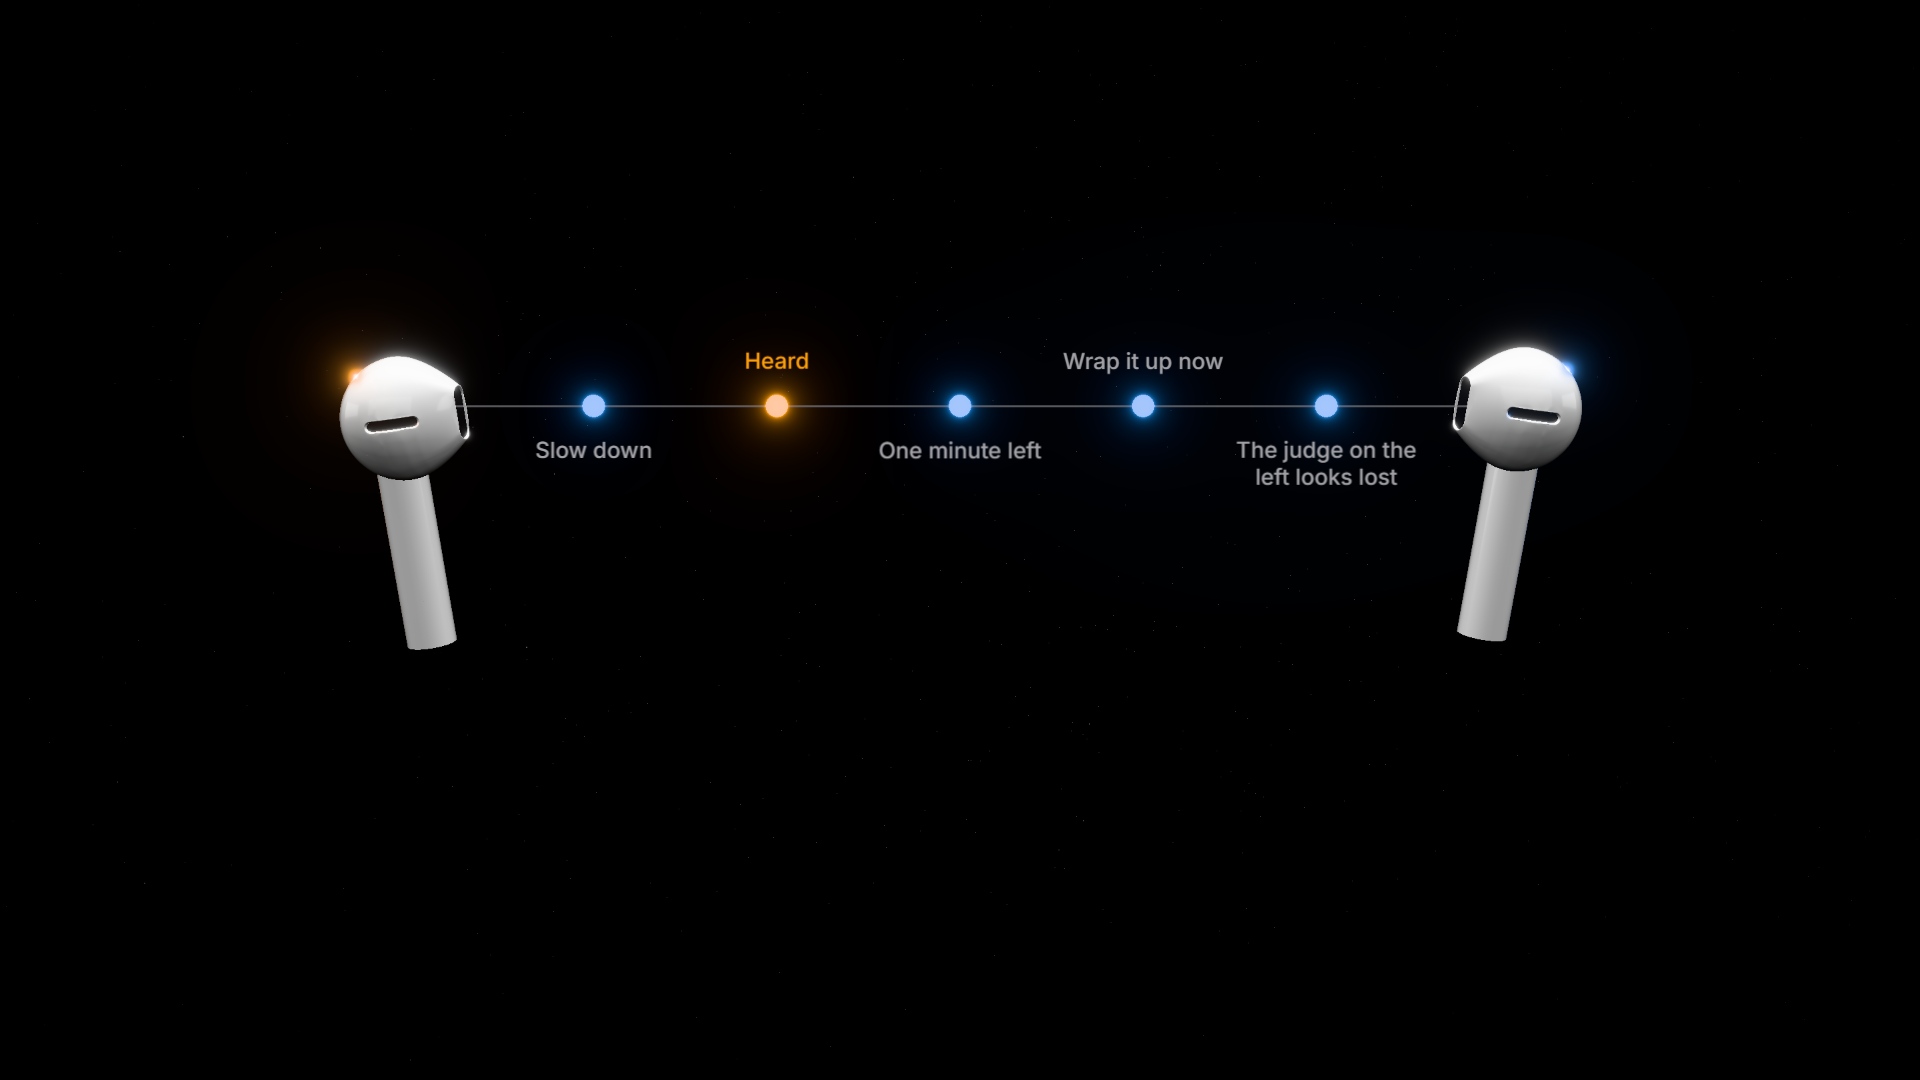 Heard
Wrap it up now
Slow down
One minute left
The judge on the
left looks lost